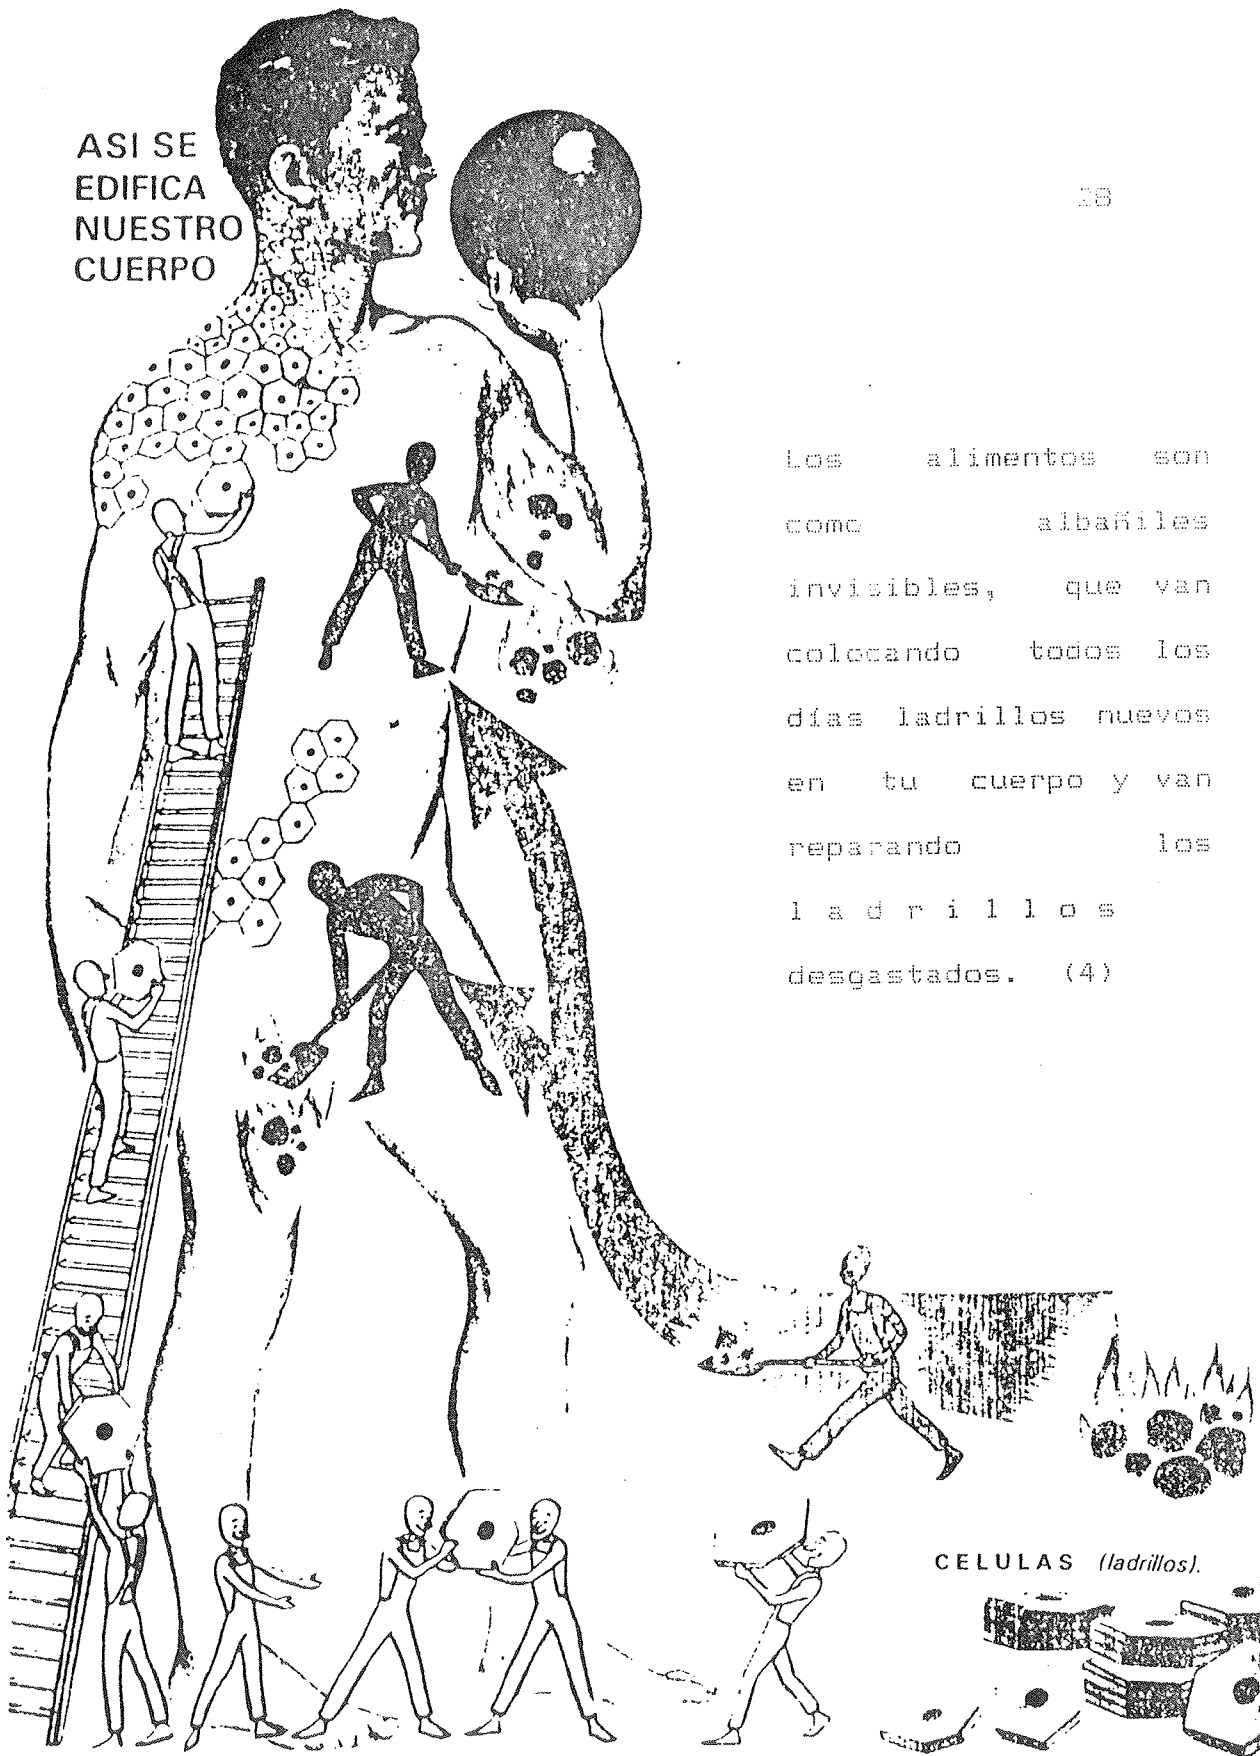 ASI SE
EDIFICA
NUESTRO
CUERPO
28
Los alimentos son
como albañiles
invisibles, que van
colocando todos los
días ladrillos nuevos
en tu cuerpo y van
reparando los
l a d r i l l o s
desgastados. (4)
CELULAS (ladrillos).